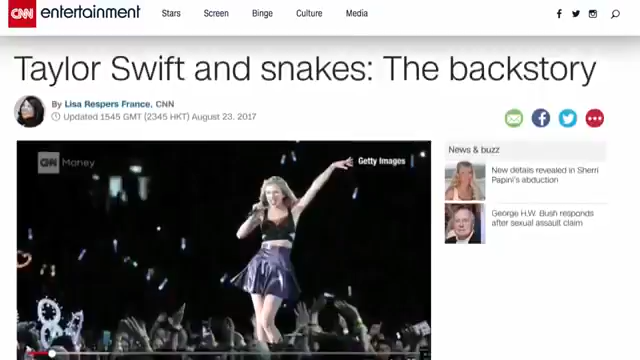 CNN entertainment Stars Screen Binge Culture Media
Taylor Swift and snakes: The backstory
By Lisa Respers France, CNN
Updated 1545 GMT (2345 HKT) August 23, 2017
CNN Money
Getty Images
News & buzz
New details revealed in Sherri
Papini's abduction
George H.W. Bush responds
after sexual assault claim